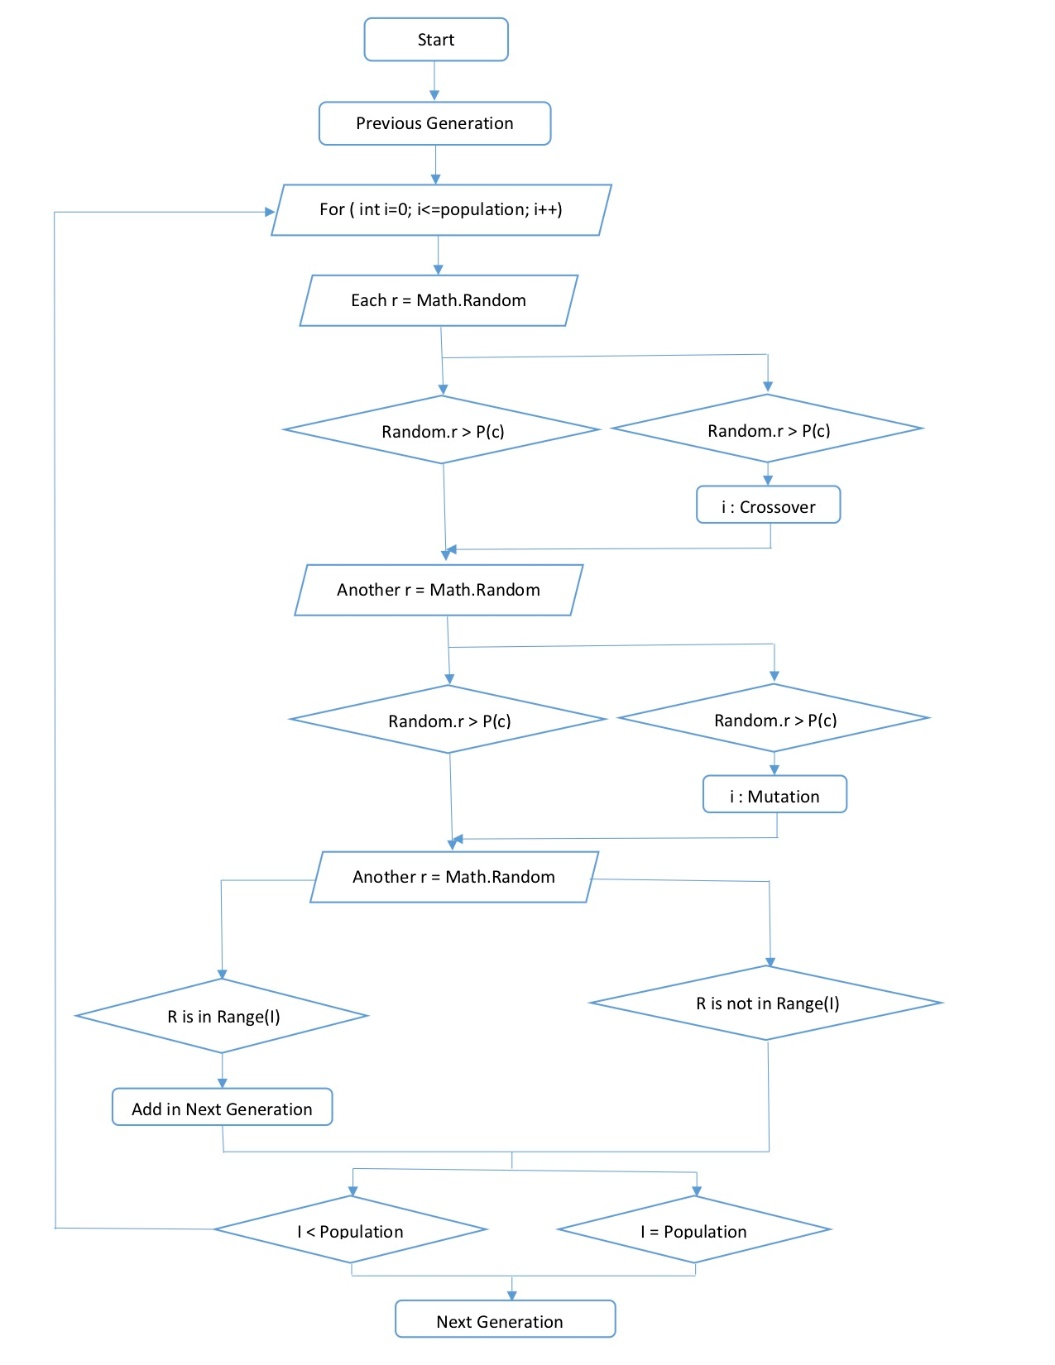 Start
Previous Generation
For ( int i=0; i<=population; i++)
Each r = Math.Random
Random.r > P(c)
Random.r > P(c)
i : Crossover
Another r = Math.Random
Random.r > P(c)
Random.r > P(c)
i : Mutation
Another r = Math.Random
R is in Range(I)
R is not in Range(I)
Add in Next Generation
I < Population
I = Population
Next Generation